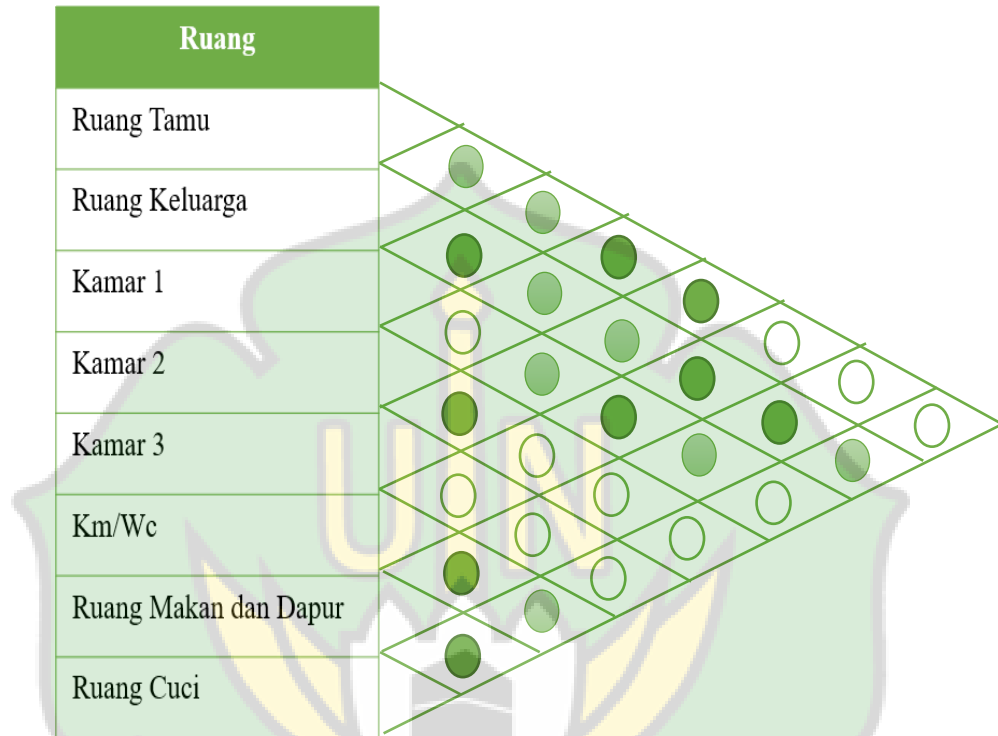 Ruang
Ruang Tamu
Ruang Keluarga
Kamar 1
Kamar 2
Kamar 3
Km/Wc
Ruang Makan dan Dapur
Ruang Cuci
UIN